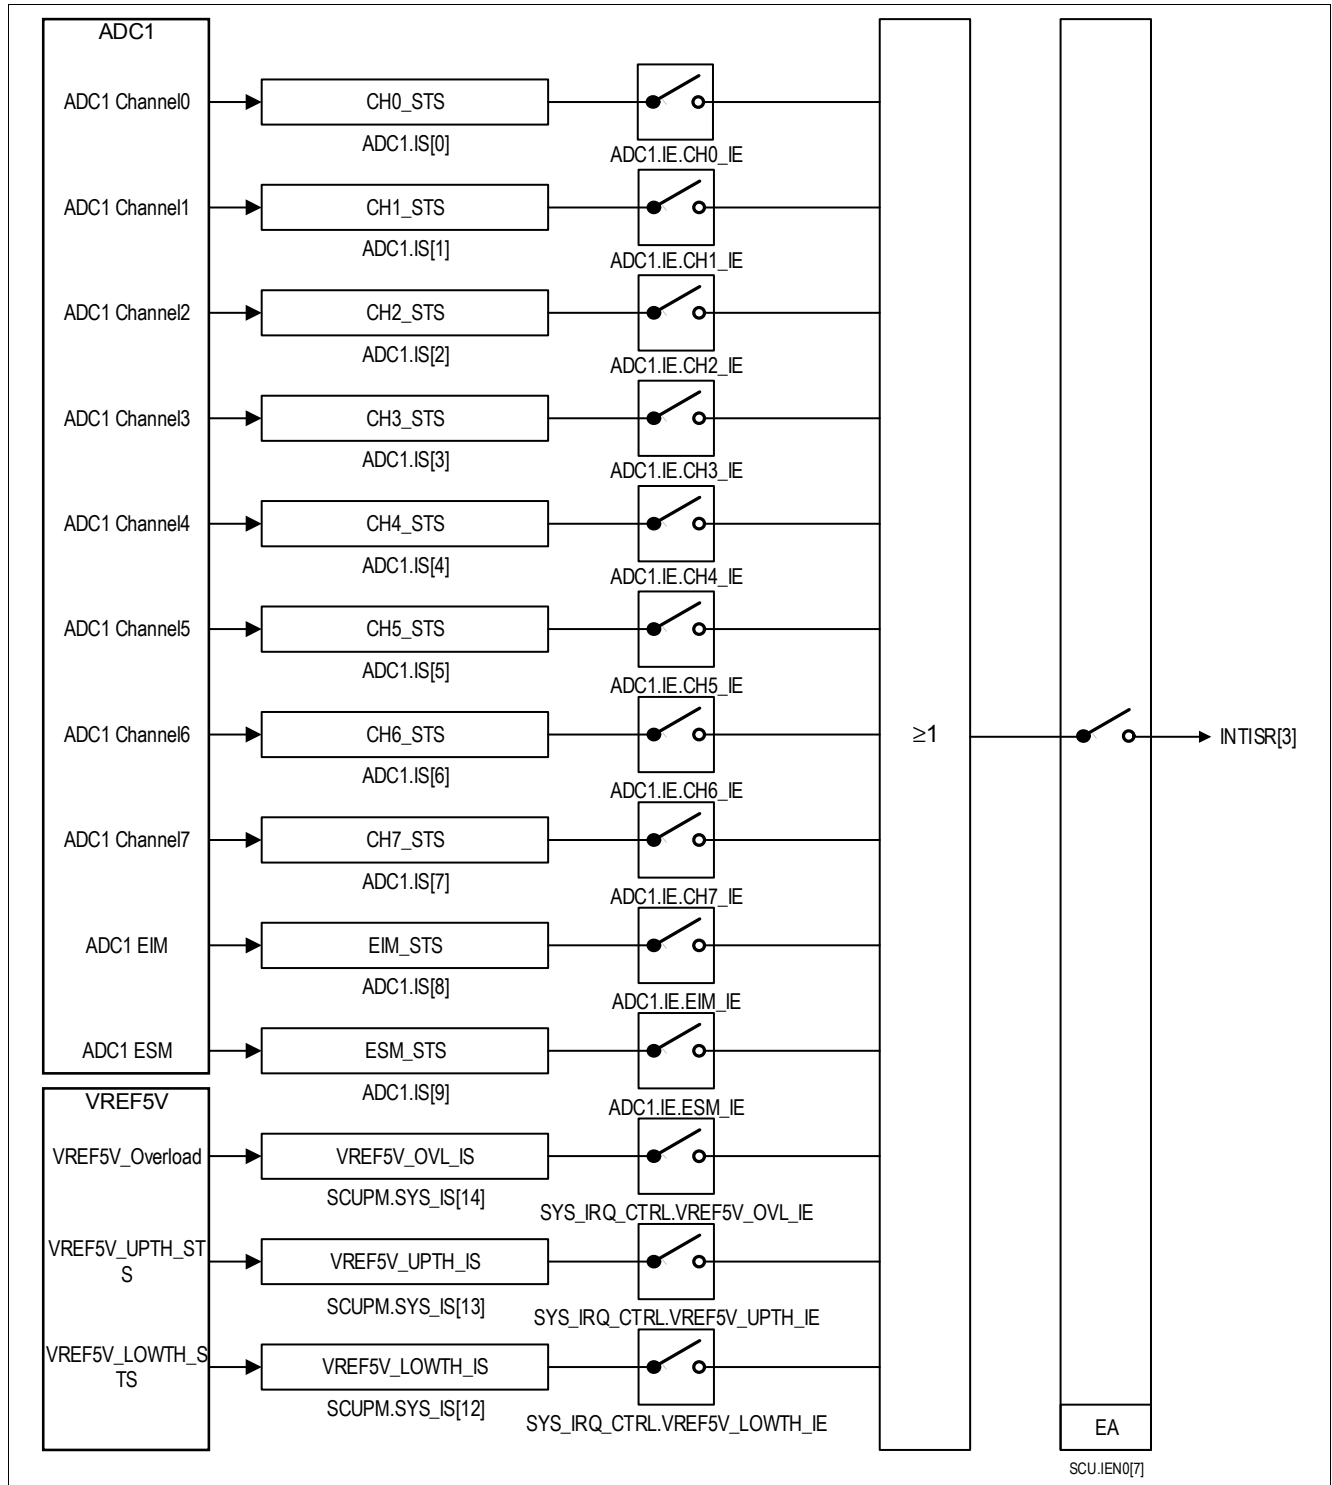 ADC1
ADC1 Channel0
CH0_STS
ADC1.IS[0]
ADC1.IE.CH0_IE
ADC1 Channel1
CH1_STS
ADC1.IS[1]
ADC1.IE.CH1_IE
ADC1 Channel2
CH2_STS
ADC1.IS[2]
ADC1.IE.CH2_IE
ADC1 Channel3
CH3_STS
ADC1.IS[3]
ADC1.IE.CH3_IE
ADC1 Channel4
CH4_STS
ADC1.IS[4]
ADC1.IE.CH4_IE
ADC1 Channel5
CH5_STS
ADC1.IS[5]
ADC1.IE.CH5_IE
ADC1 Channel6
CH6_STS
≥1
INTISR[3]
ADC1.IS[6]
ADC1.IE.CH6_IE
ADC1 Channel7
CH7_STS
ADC1.IS[7]
ADC1.IE.CH7_IE
ADC1 EIM
EIM_STS
ADC1.IS[8]
ADC1.IE.EIM_IE
ADC1 ESM
ESM_STS
ADC1.IS[9]
ADC1.IE.ESM_IE
VREF5V
VREF5V_Overload
VREF5V_OVL_IS
SCUPM.SYS_IS[14]
SYS_IRQ_CTRL.VREF5V_OVL_IE
VREF5V_UPTH_ST
S
VREF5V_UPTH_IS
SCUPM.SYS_IS[13]
SYS_IRQ_CTRL.VREF5V_UPTH_IE
VREF5V_LOWTH_S
TS
VREF5V_LOWTH_IS
SCUPM.SYS_IS[12]
SYS_IRQ_CTRL.VREF5V_LOWTH_IE
EA
SCU.IEN0[7]